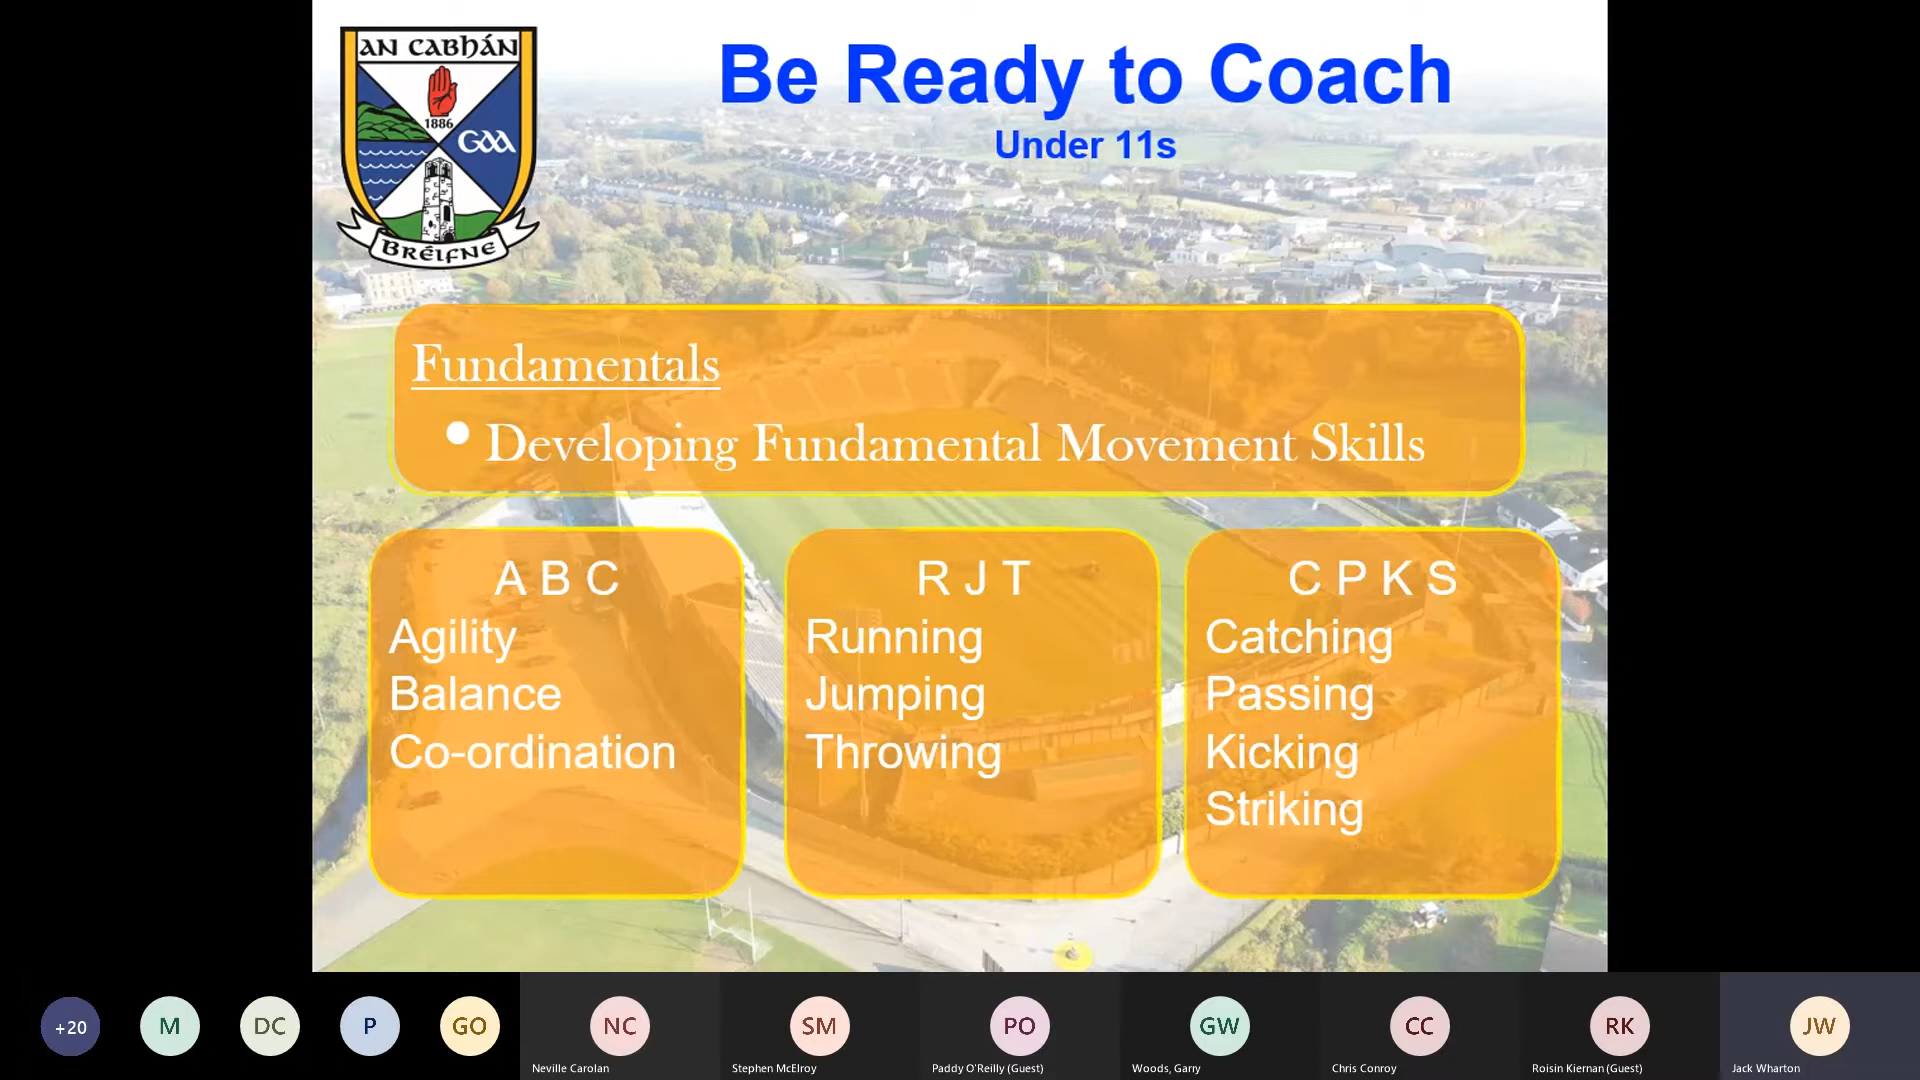 AN CABHÁN
1886
GAA
BRÉIFNE
Be Ready to Coach
Under 11s
Fundamentals
• Developing Fundamental Movement Skills
A B C
Agility
Balance
Co-ordination
R J T
Running
Jumping
Throwing
C P K S
Catching
Passing
Kicking
Striking
+20
M
DC
P
GO
NC
Neville Carolan
SM
Stephen McElroy
PO
Paddy O'Reilly (Guest)
GW
Woods, Garry
CC
Chris Conroy
RK
Roisin Kiernan (Guest)
JW
Jack Wharton